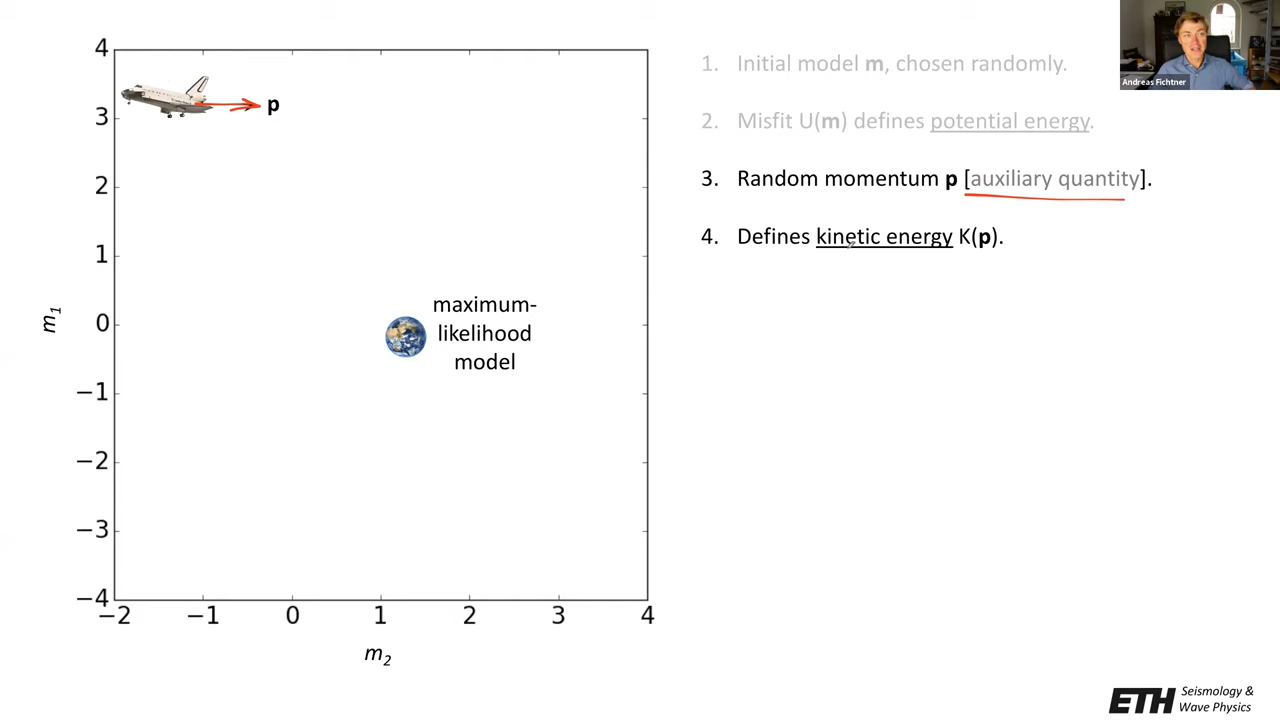 4
3
2
1
0
−1
−2
−3
−4
−2
−1
0
1
2
3
4
m1
m2
p
maximum-
likelihood
model
1. Initial model m, chosen randomly.
2. Misfit U(m) defines potential energy.
3. Random momentum p [auxiliary quantity].
4. Defines kinetic energy K(p).
Andreas Fichtner
ETH
Seismology &
Wave Physics